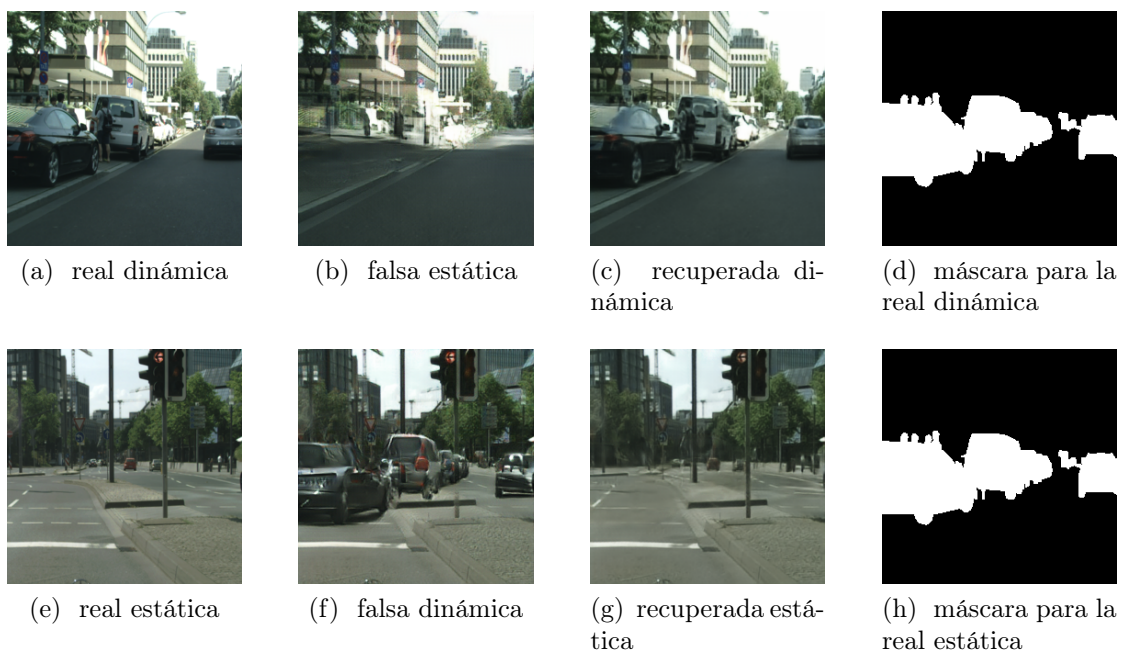 (a) real dinámica
(b) falsa estática
(c) recuperada di-
námica
(d) máscara para la
real dinámica
(e) real estática
(f) falsa dinámica
(g) recuperada está-
tica
(h) máscara para la
real estática